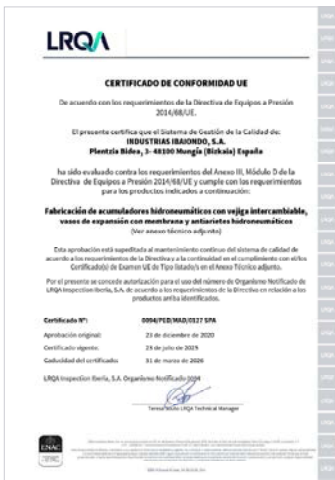 LRQA
CERTIFICADO DE CONFORMIDAD UE
De acuerdo con los requerimientos de la Directiva de Equipos a Presión
2014/68/UE.
El presente certifica que el Sistema de Gestión de la Calidad de:
INDUSTRIAS IBAIONDO, S.A.
Plentzia Bidea, 3- 48100 Mungia (Bizkaia) España
ha sido evaluado contra los requerimientos del Anexo III, Módulo D de la
Directiva de Equipos a Presión 2014/68/UE y cumple con los requerimientos
para los productos indicados a continuación:
Fabricación de acumuladores hidroneumáticos con vejiga intercambiable,
vasos de expansión con membrana y antiarietes hidroneumáticos
(Ver anexo técnico adjunto)
Esta aprobación está supeditada al mantenimiento continuo del sistema de calidad de
acuerdo a los requerimientos de la Directiva y a la continuidad en el cumplimiento con el/los
Certificado(s) de Examen UE de Tipo listado/s en el Anexo Técnico adjunto.
Por el presente se concede autorización para el uso del número de Organismo Notificado de
LRQA Inspection Iberia, S.A. de acuerdo a los requerimientos de la Directiva en relación a los
productos arriba identificados.
Certificado Nº: 0094/PED/MAD/0127 SPA
Aprobación original: 23 de diciembre de 2020
Certificado vigente: 29 de julio de 2025
Caducidad del certificado: 31 de marzo de 2026
LRQA Inspection Iberia, S.A. Organismo Notificado 0094
Teresa LRQA Technical Manager
ENAC